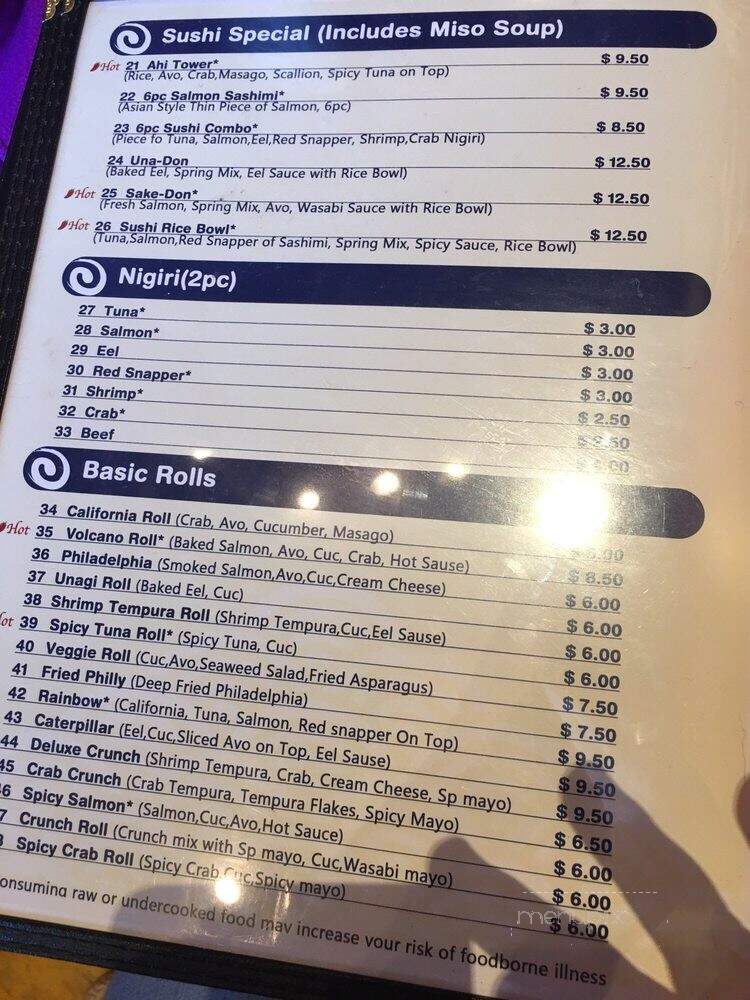 Sushi Special (Includes Miso Soup)
Hot 21 Ahi Tower* $ 9.50
(Rice, Avo, Crab,Masago, Scallion, Spicy Tuna on Top)
22 6pc Salmon Sashimi* $ 9.50
(Asian Style Thin Piece of Salmon, 6pc)
23 6pc Sushi Combo* $ 8.50
(Piece fo Tuna, Salmon,Eel,Red Snapper, Shrimp,Crab Nigiri)
24 Una-Don $ 12.50
(Baked Eel, Spring Mix, Eel Sauce with Rice Bowl)
Hot 25 Sake-Don* $ 12.50
(Fresh Salmon, Spring Mix, Avo, Wasabi Sauce with Rice Bowl)
Hot 26 Sushi Rice Bowl* $ 12.50
(Tuna,Salmon,Red Snapper of Sashimi, Spring Mix, Spicy Sauce, Rice Bowl)
Nigiri(2pc)
27 Tuna* $ 3.00
28 Salmon* $ 3.00
29 Eel $ 3.00
30 Red Snapper* $ 3.00
31 Shrimp* $ 2.50
32 Crab*
33 Beef
Basic Rolls
34 California Roll (Crab, Avo, Cucumber, Masago)
Hot 35 Volcano Roll* (Baked Salmon, Avo, Cuc, Crab, Hot Sause) $ 8.50
36 Philadelphia (Smoked Salmon,Avo,Cuc,Cream Cheese) $ 6.00
37 Unagi Roll (Baked Eel, Cuc) $ 6.00
38 Shrimp Tempura Roll (Shrimp Tempura,Cuc,Eel Sause) $ 6.00
ot 39 Spicy Tuna Roll* (Spicy Tuna, Cuc) $ 6.00
40 Veggie Roll (Cuc,Avo,Seaweed Salad,Fried Asparagus) $ 7.50
41 Fried Philly (Deep Fried Philadelphia) $ 7.50
42 Rainbow* (California, Tuna, Salmon, Red snapper On Top) $ 9.50
43 Caterpillar (Eel,Cuc,Sliced Avo on Top, Eel Sause) $ 9.50
44 Deluxe Crunch (Shrimp Tempura, Crab, Cream Cheese, Sp mayo) $ 9.50
45 Crab Crunch (Crab Tempura, Tempura Flakes, Spicy Mayo) $ 6.50
6 Spicy Salmon* (Salmon,Cuc,Avo,Hot Sauce) $ 6.00
7 Crunch Roll (Crunch mix with Sp mayo, Cuc,Wasabi mayo) $ 6.00
Spicy Crab Roll (Spicy Crab,Cuc,Spicy mayo) $ 6.00
onsuming raw or undercooked food may increase your risk of foodborne illness